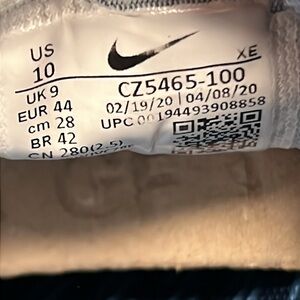 US
10
XE
UK 9
EUR 44
cm 28
BR 42
CN 280(2.5)
CZ5465-100
02/19/20 | 04/08/20
UPC 00194493908858